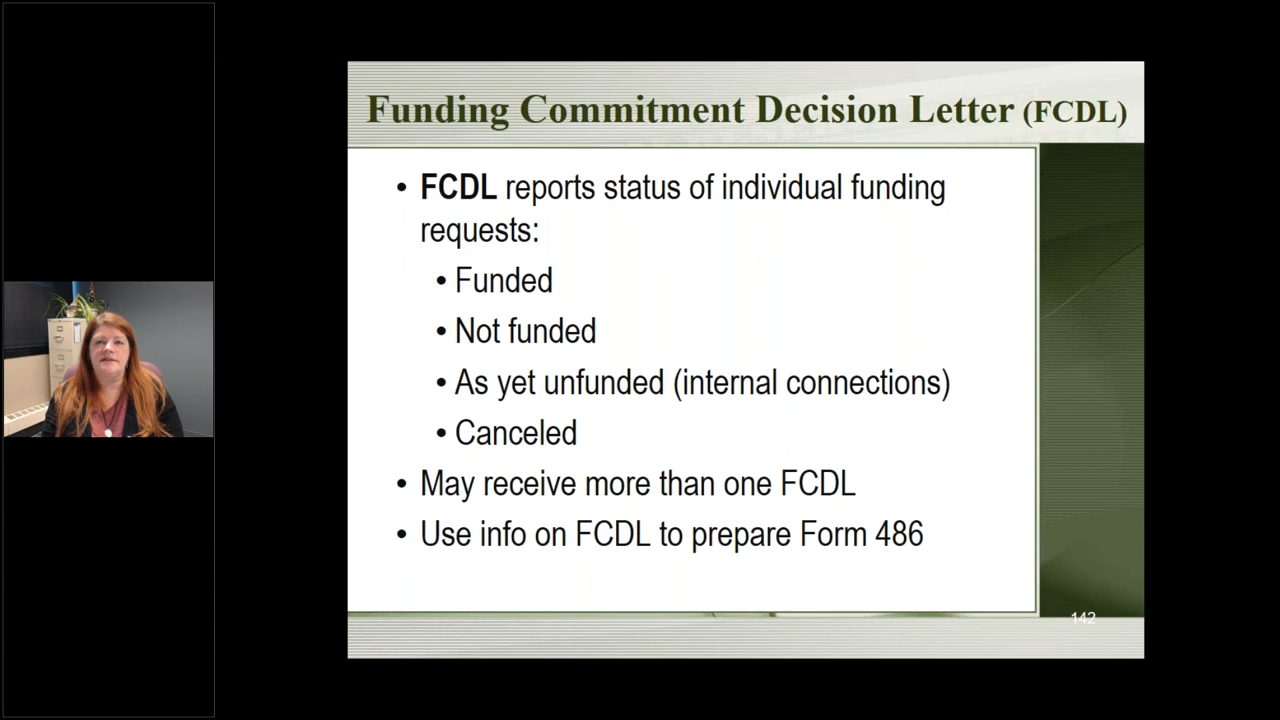 Funding Commitment Decision Letter (FCDL)
• FCDL reports status of individual funding
requests:
• Funded
• Not funded
• As yet unfunded (internal connections)
• Canceled
• May receive more than one FCDL
• Use info on FCDL to prepare Form 486
142